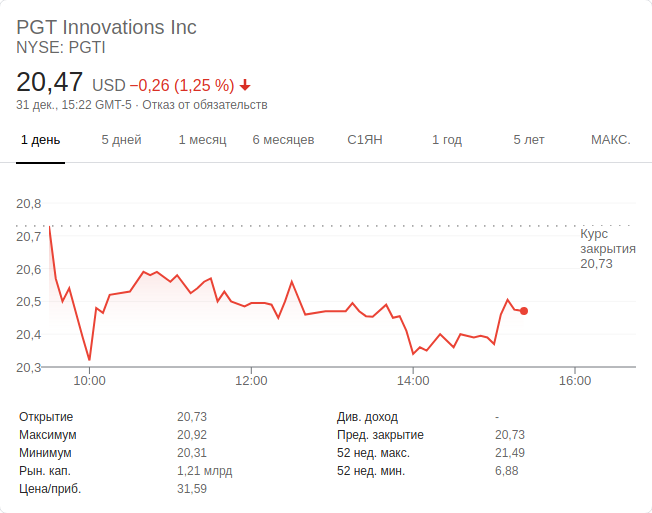 PGT Innovations Inc
NYSE: PGTI
20,47 USD −0,26 (1,25 %)
31 дек., 15:22 GMT-5 · Отказ от обязательств
1 день 5 дней 1 месяц 6 месяцев С1ЯН 1 год 5 лет МАКС.
20,8
20,7
20,6
20,5
20,4
20,3
Курс
закрытия
20,73
10:00 12:00 14:00 16:00
Открытие 20,73 Див. доход -
Максимум 20,92 Пред. закрытие 20,73
Минимум 20,31 52 нед. макс. 21,49
Рын. кап. 1,21 млрд 52 нед. мин. 6,88
Цена/приб. 31,59